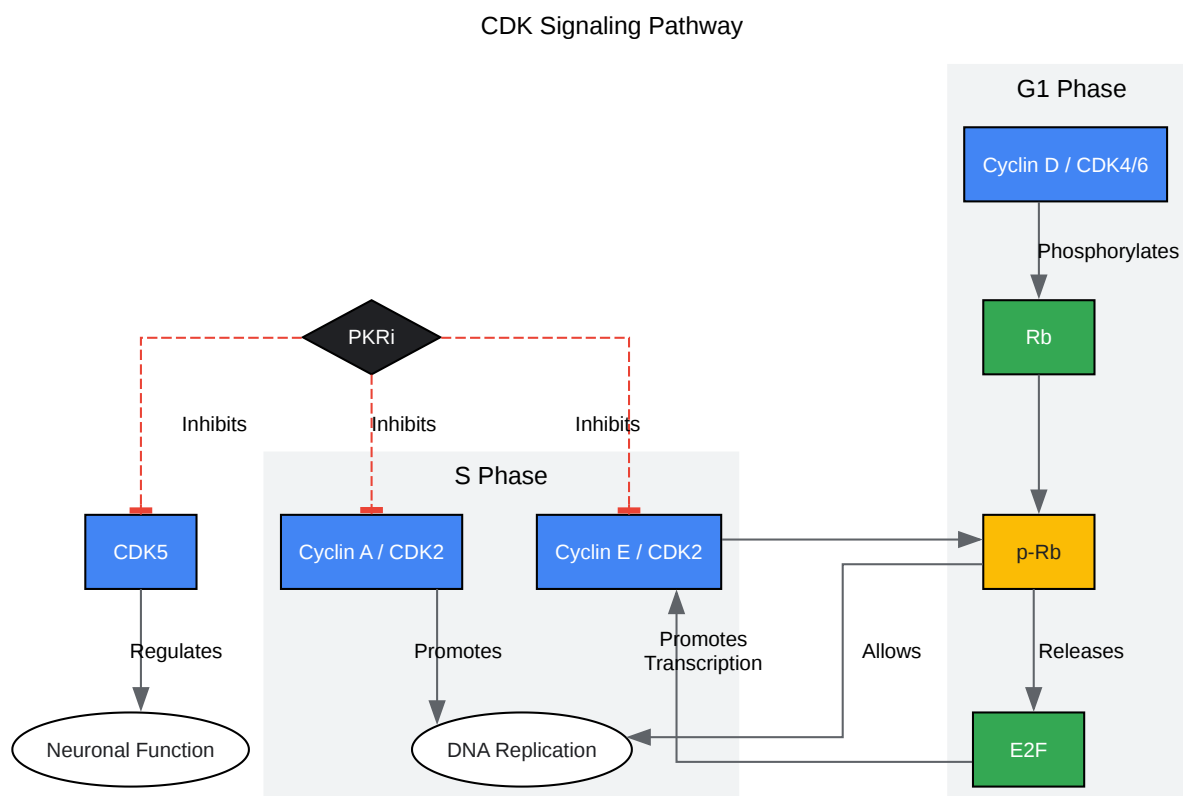 CDK Signaling Pathway
G1 Phase
Cyclin D / CDK4/6
Phosphorylates
PKRi
Rb
Inhibits
Inhibits
Inhibits
S Phase
CDK5
Cyclin A / CDK2
Cyclin E / CDK2
p-Rb
Regulates
Promotes
Promotes
Transcription
Allows
Releases
Neuronal Function
DNA Replication
E2F